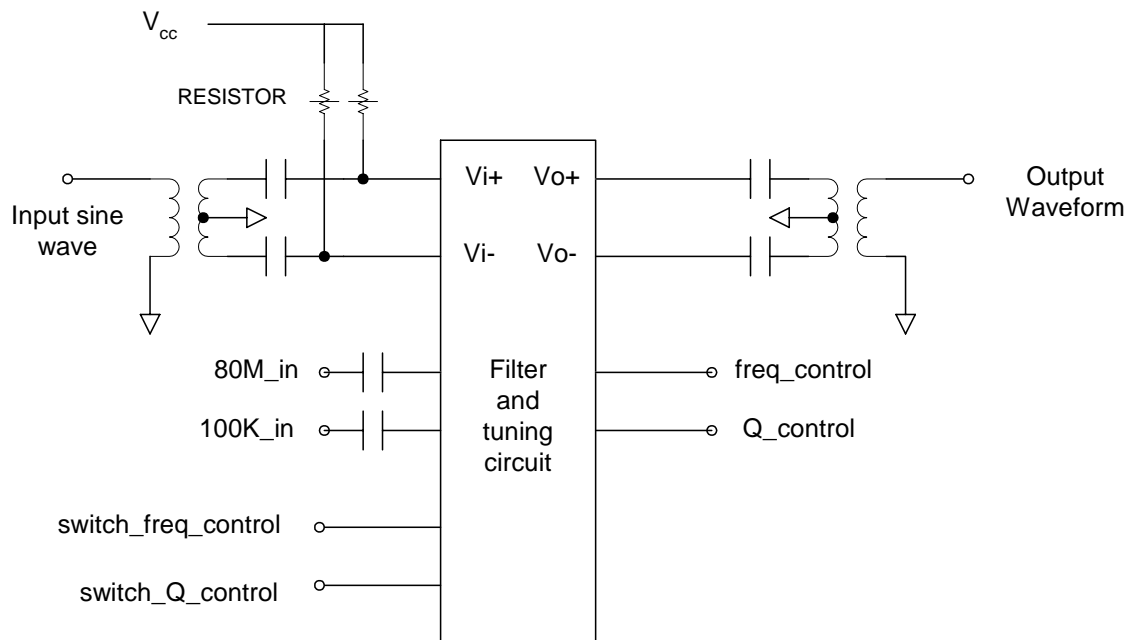 Vcc
RESISTOR
Vi+ Vo+
Input sine
wave
Output
Waveform
Vi- Vo-
80M_in
Filter
and
tuning
circuit
freq_control
100K_in
Q_control
switch_freq_control
switch_Q_control